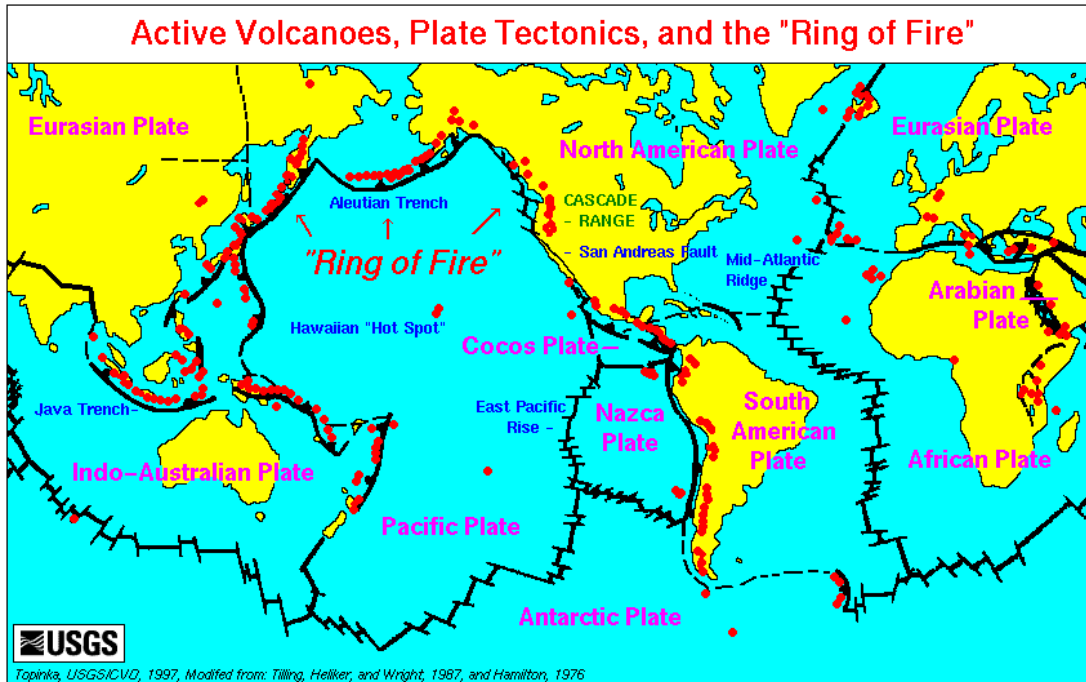 Active Volcanoes, Plate Tectonics, and the "Ring of Fire"
Eurasian Plate
North American Plate
Eurasian Plate
Aleutian Trench
CASCADE
- RANGE
"Ring of Fire"
- San Andreas Fault
Mid-Atlantic
Ridge
Arabian
Plate
Hawaiian "Hot Spot"
Cocos Plate
Java Trench-
East Pacific
Rise -
Nazca
Plate
South
American
Plate
Indo-Australian Plate
African Plate
Pacific Plate
Antarctic Plate
USGS
Topinka, USGS/CVO, 1997, Modifed from: Tilling, Heliker, and Wright, 1987, and Hamilton, 1976